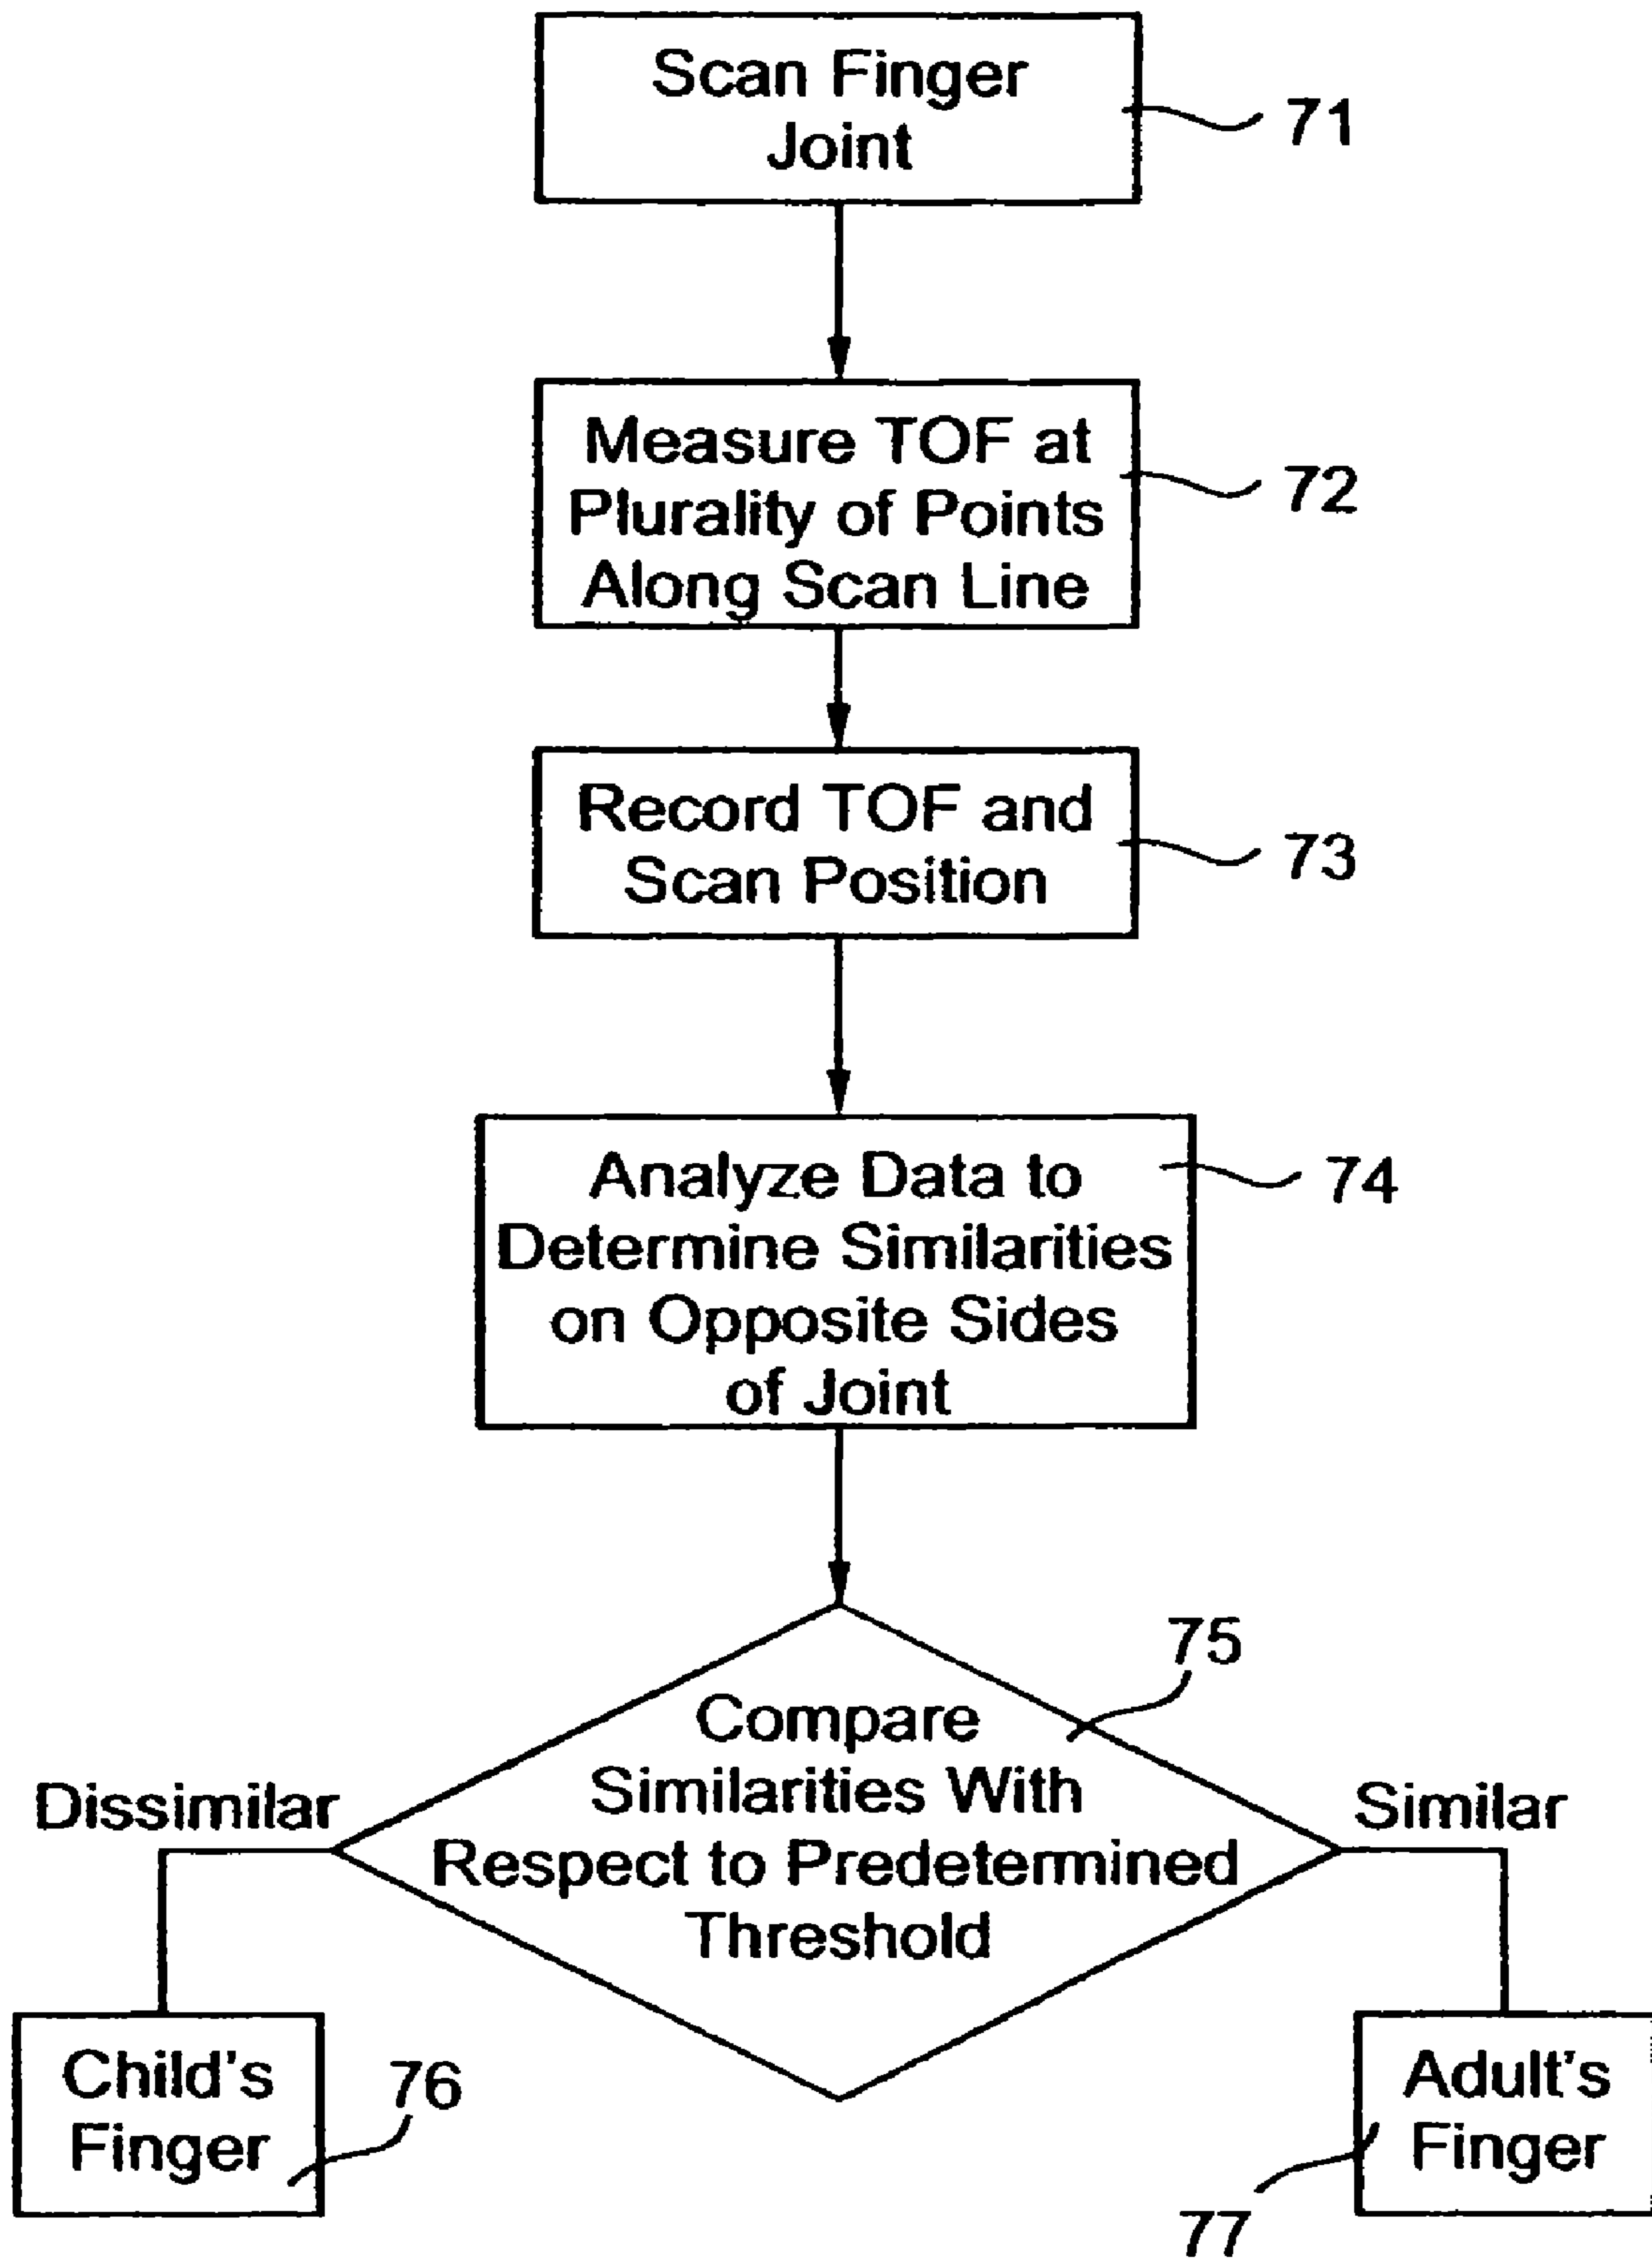 Scan Finger
Joint
71
Measure TOF at
Plurality of Points
Along Scan Line
72
Record TOF and
Scan Position
73
Analyze Data to
Determine Similarities
on Opposite Sides
of Joint
74
75
Compare
Similarities With
Respect to Predetermined
Threshold
Dissimilar
Similar
Child's
Finger
76
Adult's
Finger
77